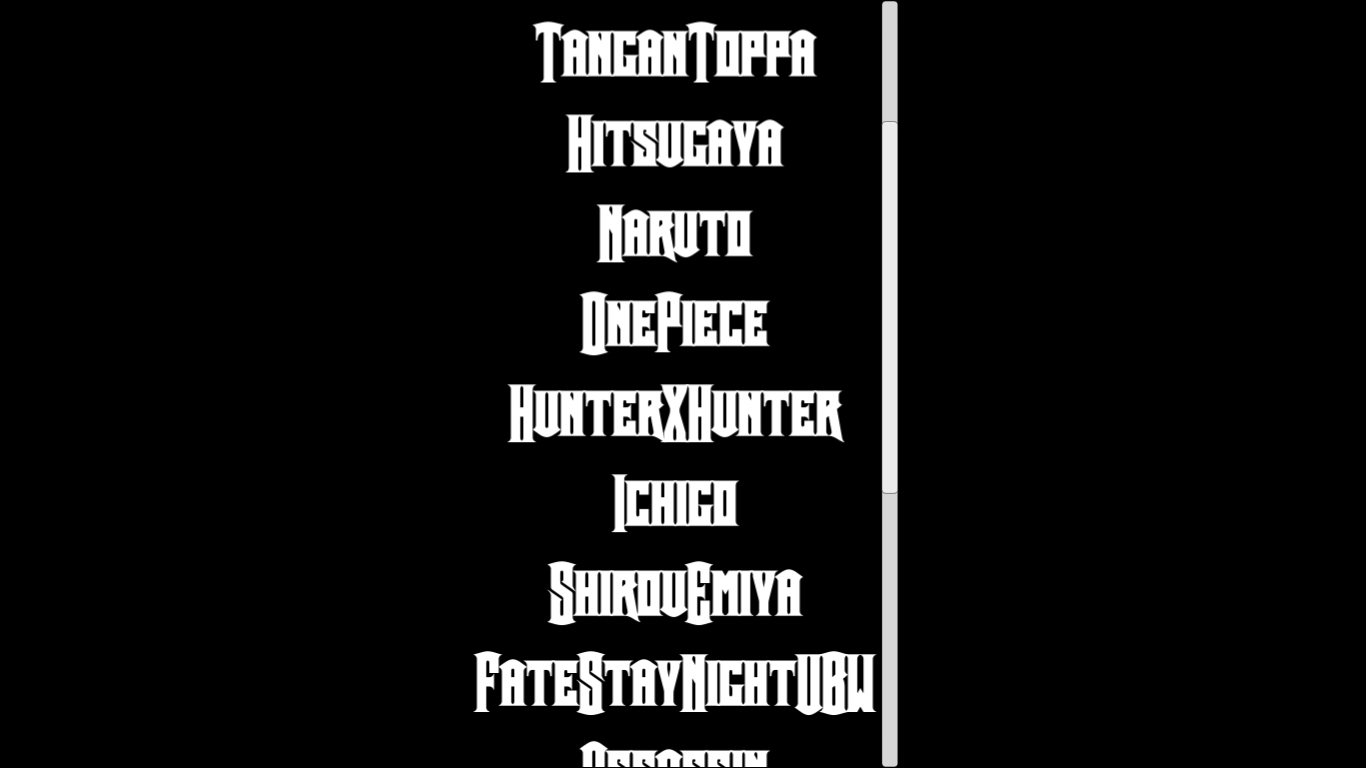 TanganToppa
Hitsugaya
Naruto
OnePiece
HunterXHunter
Ichigo
ShirouEmiya
FateStayNightUBW